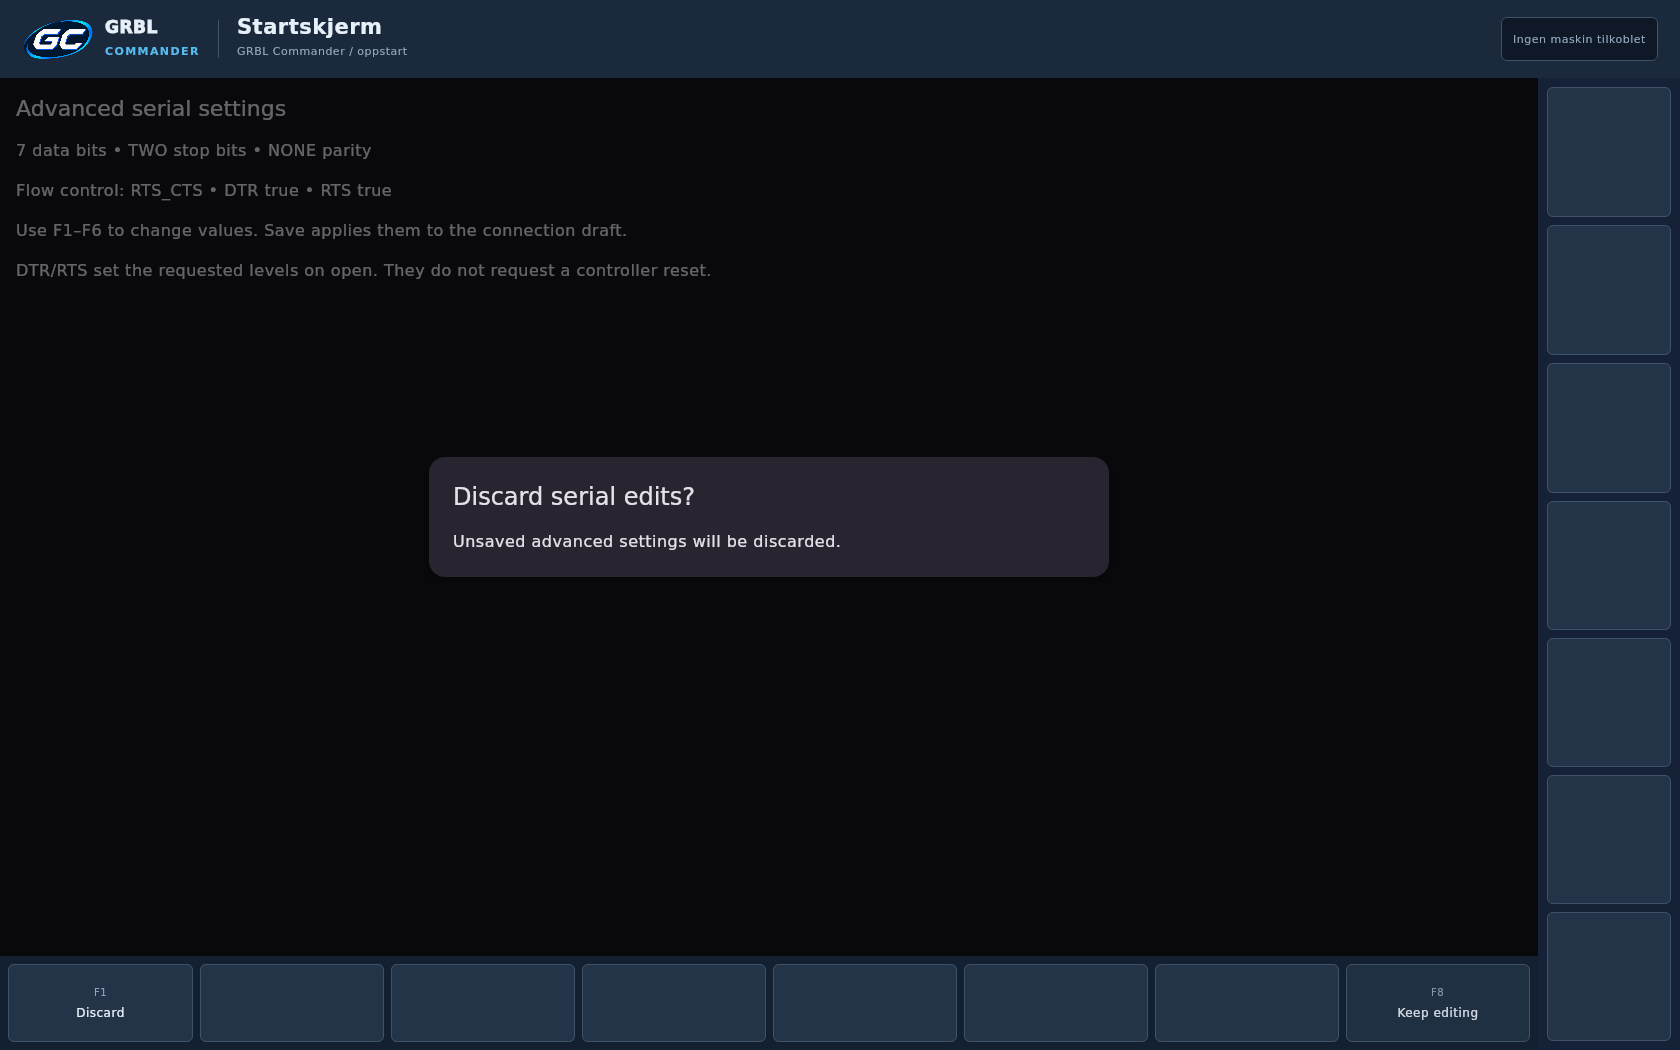 GC
GRBL
COMMANDER
Startskjerm
GRBL Commander / oppstart
Ingen maskin tilkoblet
Advanced serial settings
7 data bits • TWO stop bits • NONE parity
Flow control: RTS_CTS • DTR true • RTS true
Use F1–F6 to change values. Save applies them to the connection draft.
DTR/RTS set the requested levels on open. They do not request a controller reset.
Discard serial edits?
Unsaved advanced settings will be discarded.
F1
Discard
F8
Keep editing